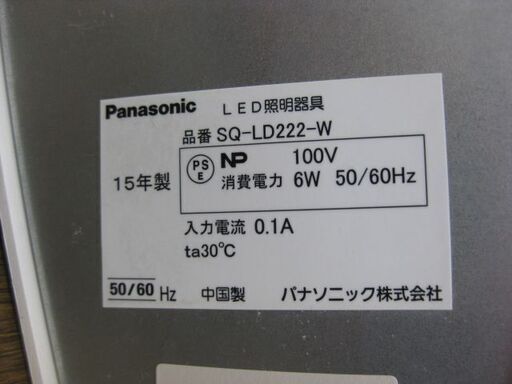 Panasonic LED照明器具
品番 SQ-LD222-W
PS E NP 100V
15年製 消費電力 6W 50/60Hz
入力電流 0.1A
ta30℃
50/60 Hz 中国製 パナソニック株式会社